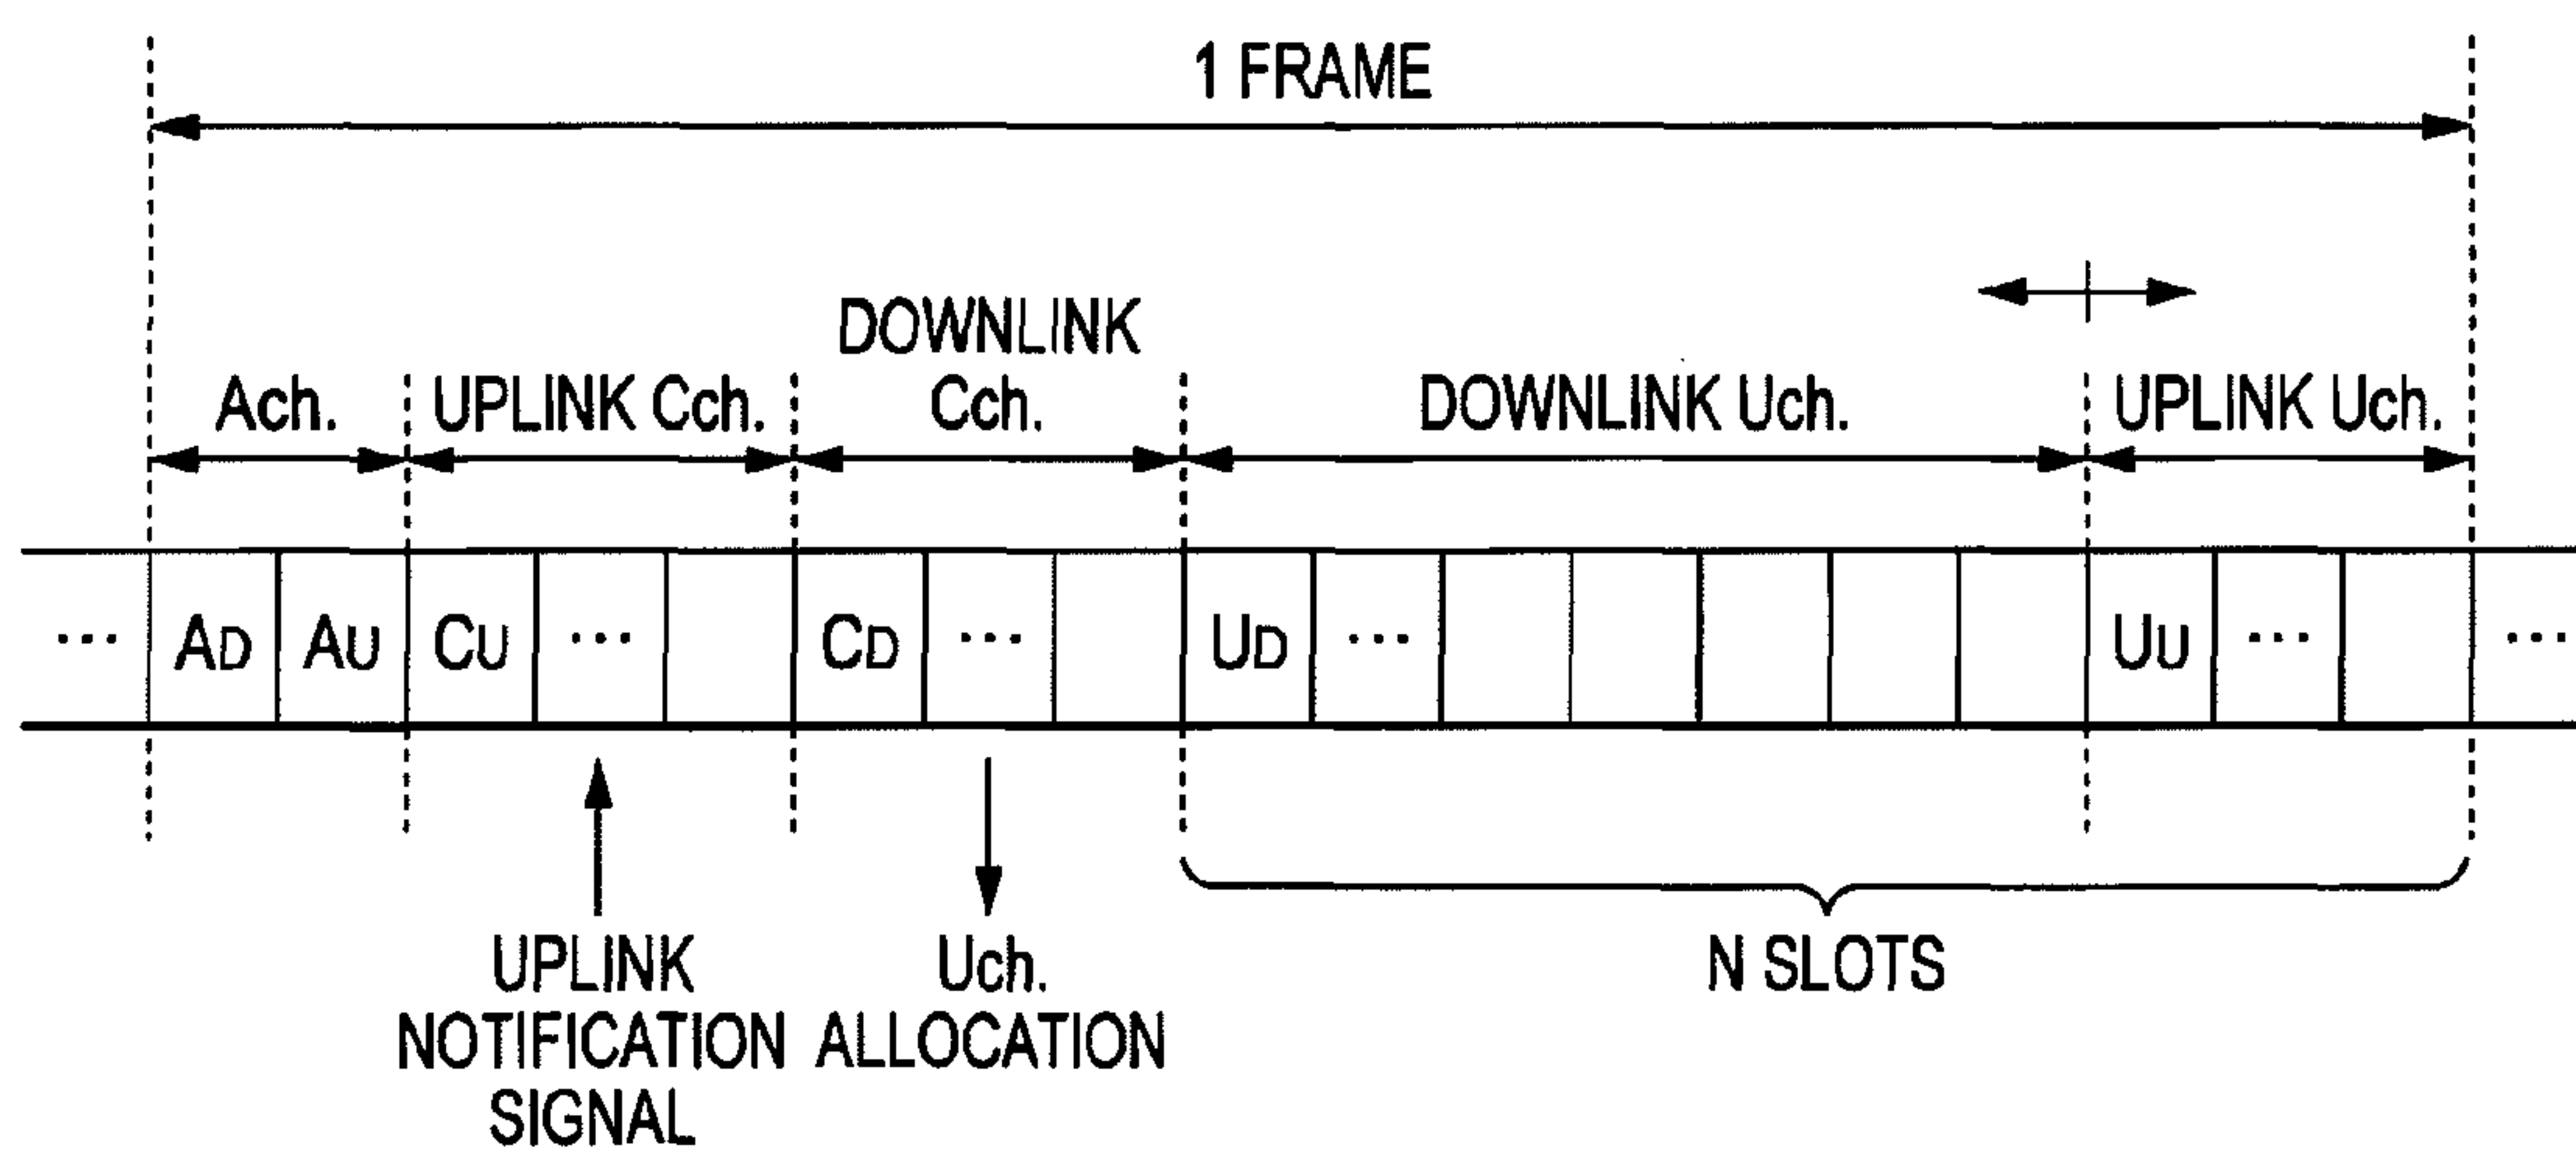 1 FRAME
DOWNLINK
Ach. UPLINK Cch. Cch. DOWNLINK Uch. UPLINK Uch.
... AD AU CU ... CD ... UD ... UU ... ...
UPLINK Uch. N SLOTS
NOTIFICATION ALLOCATION
SIGNAL